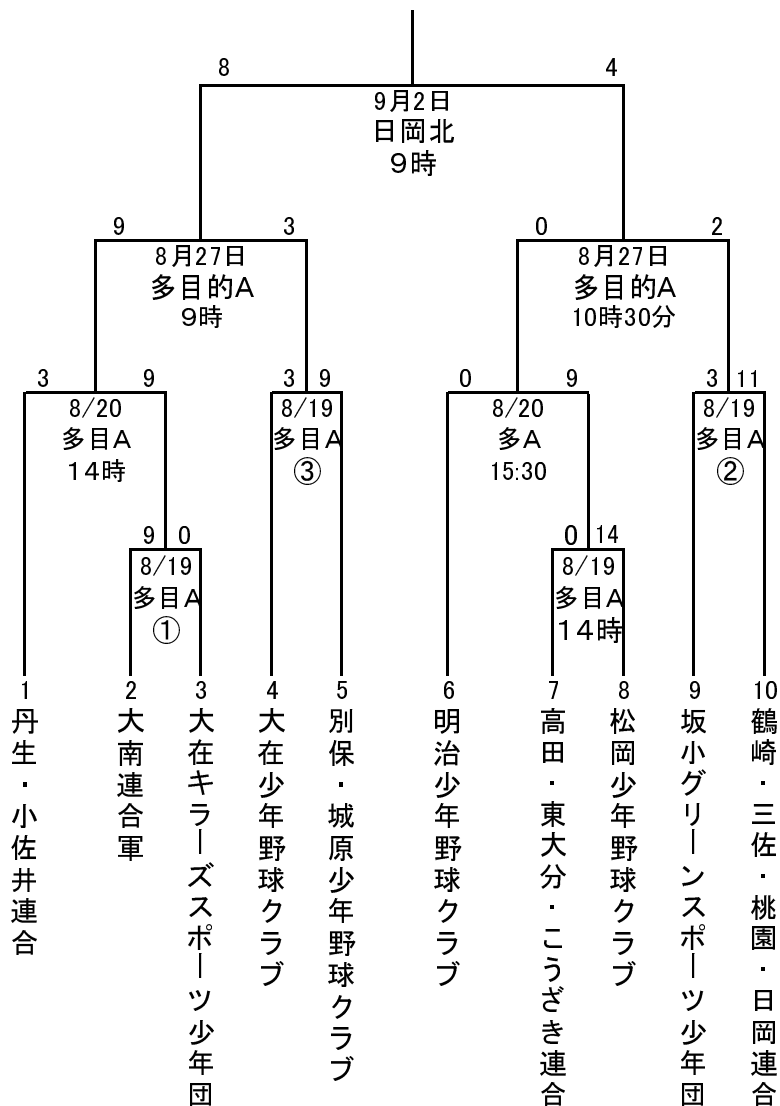 8 4
9月2日
日岡北
９時
9 3 0 2
8月27日
多目的A
９時
8月27日
多目的A
10時30分
3 9 3 9 0 9 3 11
8/20
多目A
１４時
8/19
多目A
③
8/20
多A
15:30
8/19
多目A
②
9 0 0 14
8/19
多目A
①
8/19
多目A
１４時
1 2 3 4 5 6 7 8 9 10
丹生・小佐井連合
大南連合軍
大在キラーズスポーツ少年団
大在少年野球クラブ
別保・城原少年野球クラブ
明治少年野球クラブ
高田・東大分・こうざき連合
松岡少年野球クラブ
坂小グリーンスポーツ少年団
鶴崎・三佐・桃園・日岡連合